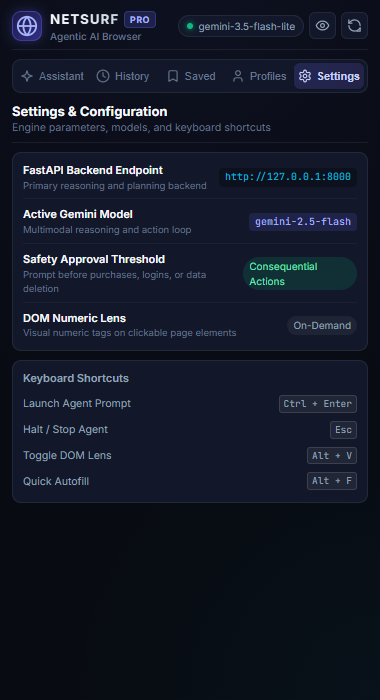 NETSURF PRO
Agentic AI Browser
gemini-3.5-flash-lite
Assistant History Saved Profiles Settings
Settings & Configuration
Engine parameters, models, and keyboard shortcuts
FastAPI Backend Endpoint
Primary reasoning and planning backend
http://127.0.0.1:8000
Active Gemini Model
Multimodal reasoning and action loop
gemini-2.5-flash
Safety Approval Threshold
Prompt before purchases, logins, or data
deletion
Consequential
Actions
DOM Numeric Lens
Visual numeric tags on clickable page elements
On-Demand
Keyboard Shortcuts
Launch Agent Prompt Ctrl + Enter
Halt / Stop Agent Esc
Toggle DOM Lens Alt + V
Quick Autofill Alt + F